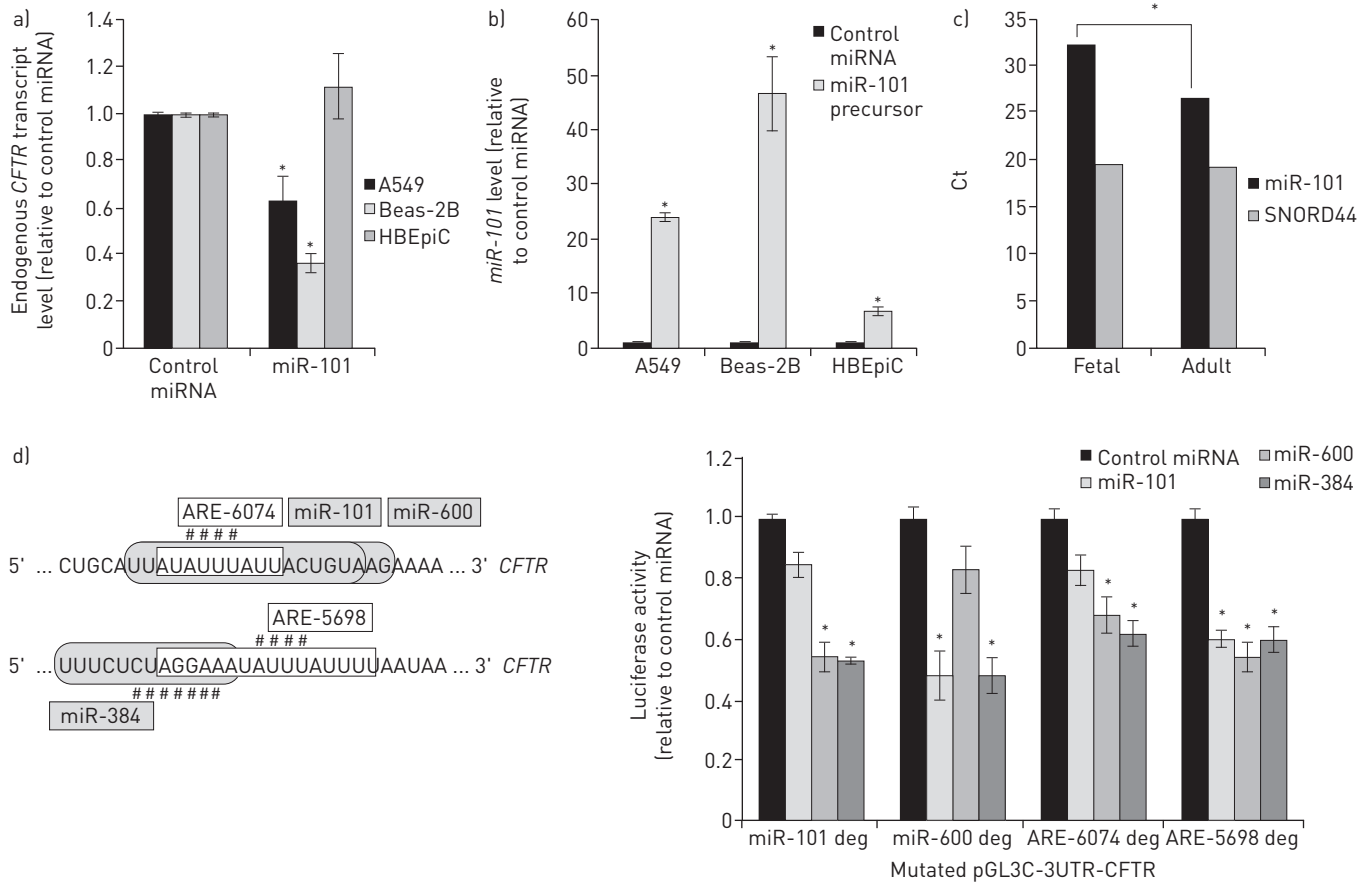 a)
1.4
1.2
1.0
0.8
0.6
0.4
0.2
0
Endogenous CFTR transcript
level (relative to control miRNA)
*
*
A549
Beas-2B
HBEpiC
Control
miRNA
miR-101
b)
60
50
40
30
20
10
0
miR-101 level (relative
to control miRNA)
*
*
*
Control
miRNA
miR-101
precursor
A549
Beas-2B
HBEpiC
c)
35
30
25
20
15
10
5
0
Ct
*
miR-101
SNORD44
Fetal
Adult
d)
ARE-6074
miR-101
miR-600
# # # #
5' ... CUGCAUUAUAUUUAUUACUGUAAGAAAA ... 3' CFTR
ARE-5698
# # # #
5' ... UUUCUCUAGGAAAUAUUUAUUUUAAUAA ... 3' CFTR
# # # # # # #
miR-384
1.2
1.0
0.8
0.6
0.4
0.2
0
Luciferase activity
(relative to control miRNA)
Control miRNA
miR-101
miR-600
miR-384
* *
* *
* *
* * *
miR-101 deg
miR-600 deg
ARE-6074 deg
ARE-5698 deg
Mutated pGL3C-3UTR-CFTR